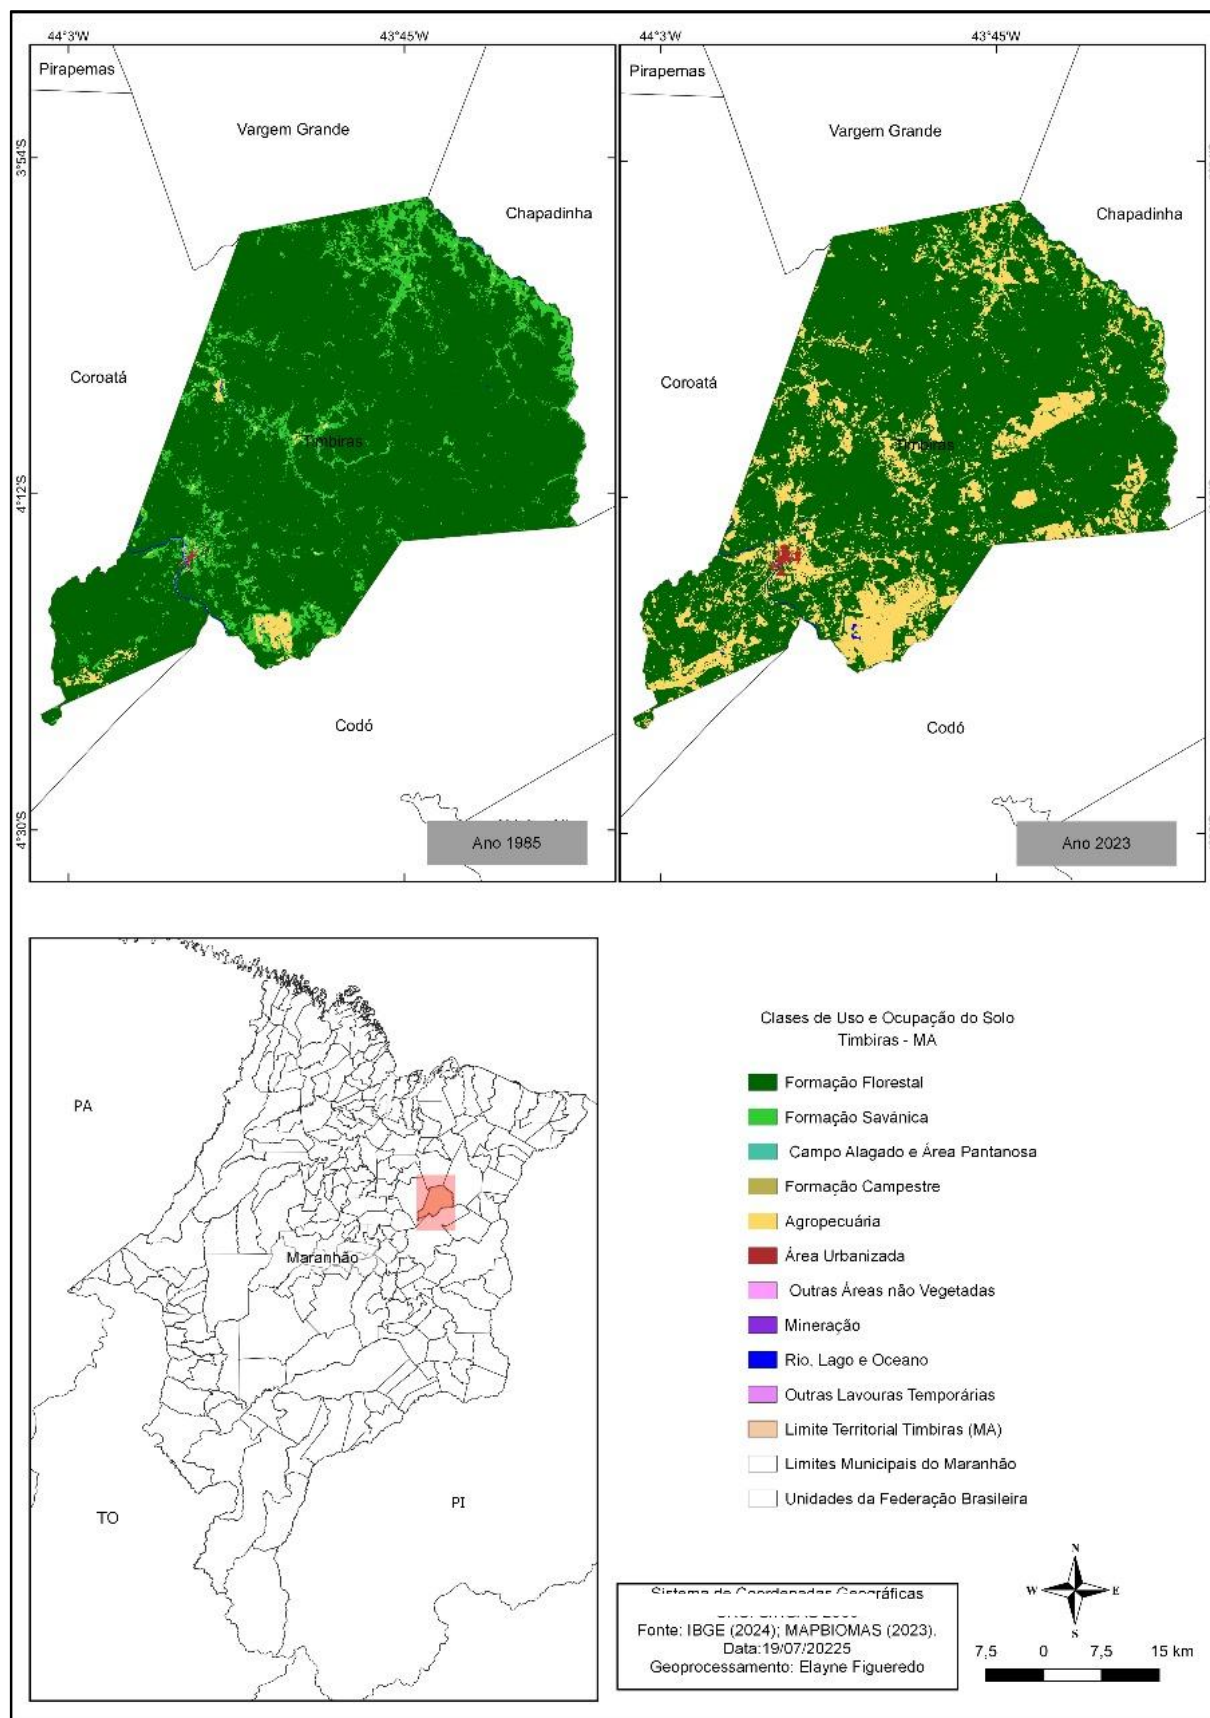 44°3'W
43°45'W
44°3'W
43°45'W
Pirapemas
Vargem Grande
Chapadinha
3°54'S
Coroatá
Timbiras
4°12'S
Codó
4°30'S
Ano 1985
Pirapemas
Vargem Grande
Chapadinha
Coroatá
Timbiras
Codó
Ano 2023
PA
Maranhão
TO
PI
Clases de Uso e Ocupação do Solo
Timbiras - MA
Formação Florestal
Formação Savánica
Campo Alagado e Área Pantanosa
Formação Campestre
Agropecuária
Área Urbanizada
Outras Áreas não Vegetadas
Mineração
Rio, Lago e Oceano
Outras Lavouras Temporárias
Limite Territorial Timbiras (MA)
Limites Municipais do Maranhão
Unidades da Federação Brasileira
Sistema de Coordenadas Geográficas
Fonte: IBGE (2024); MAPBIOMAS (2023).
Data:19/07/20225
Geoprocessamento: Elayne Figueredo
N
W E
S
7,5 0 7,5 15 km